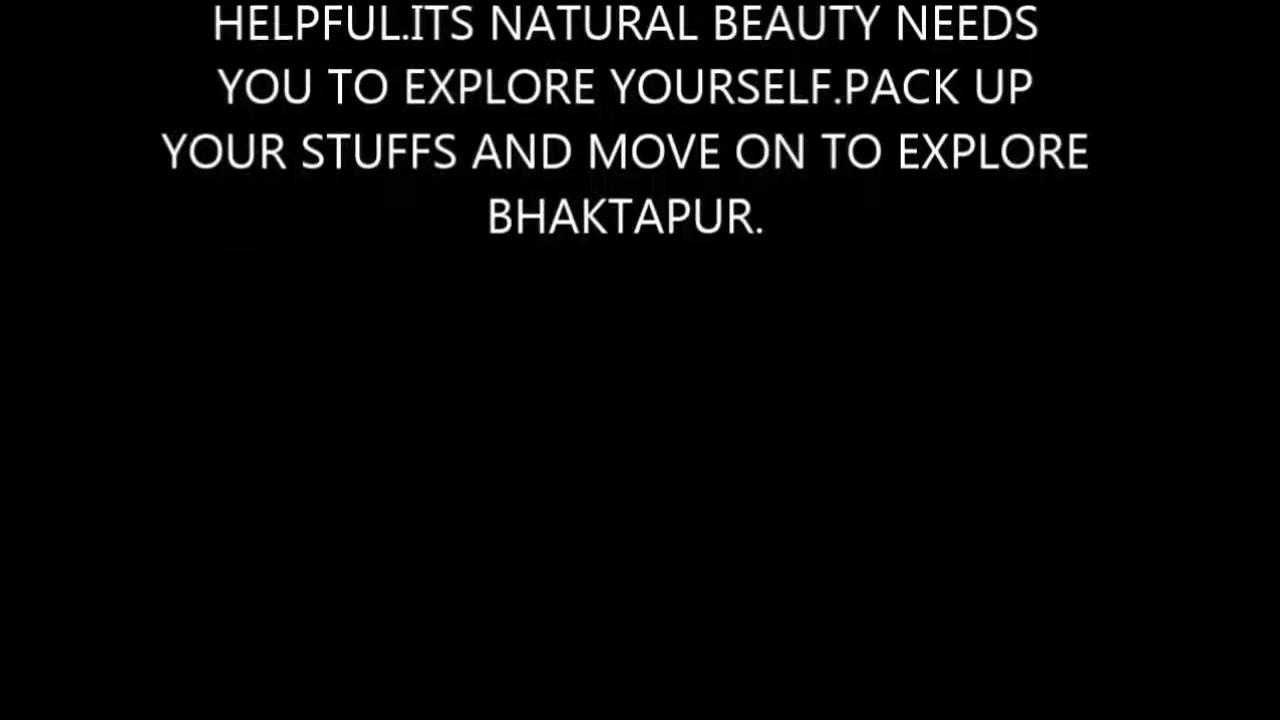 HELPFUL.ITS NATURAL BEAUTY NEEDS
YOU TO EXPLORE YOURSELF.PACK UP
YOUR STUFFS AND MOVE ON TO EXPLORE
BHAKTAPUR.